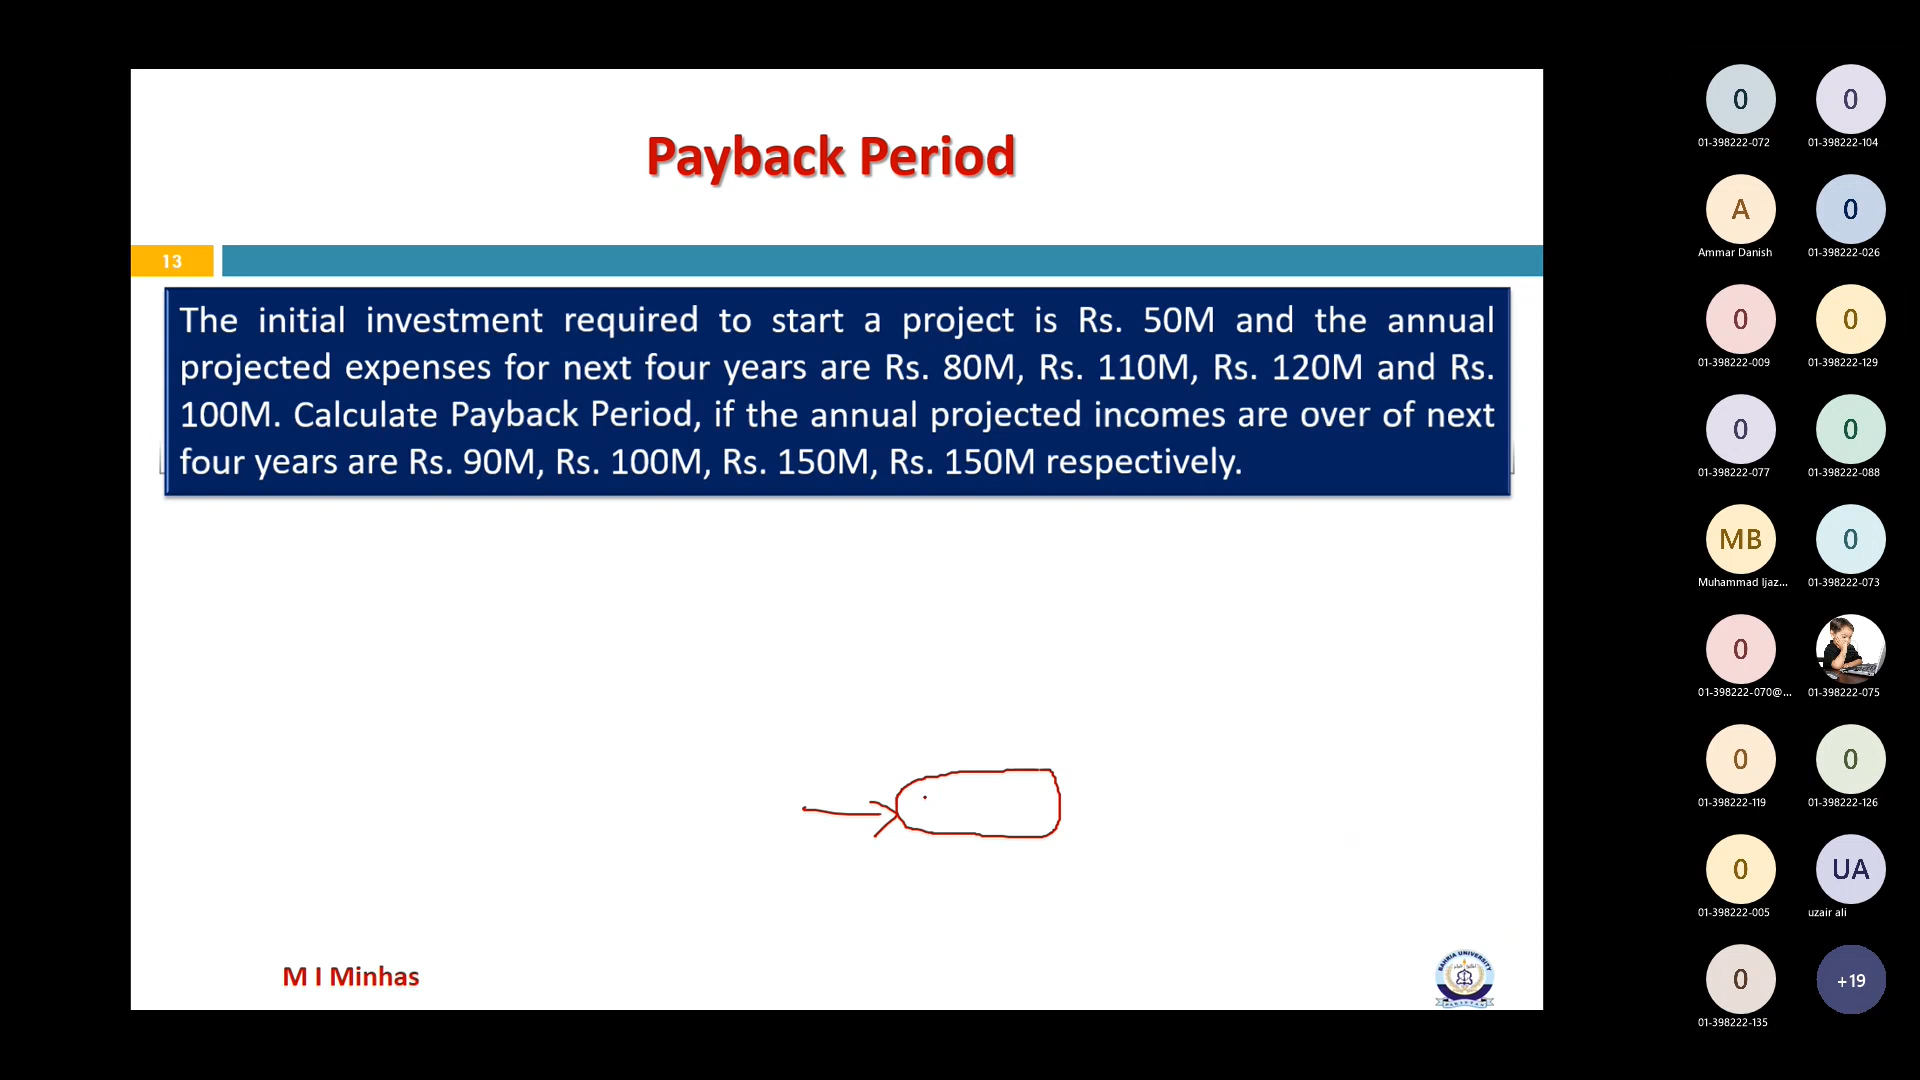 Payback Period
13
The initial investment required to start a project is Rs. 50M and the annual
projected expenses for next four years are Rs. 80M, Rs. 110M, Rs. 120M and Rs.
100M. Calculate Payback Period, if the annual projected incomes are over of next
four years are Rs. 90M, Rs. 100M, Rs. 150M, Rs. 150M respectively.
M I Minhas
BAHRIA UNIVERSITY
PAKISTAN
0 0
01-398222-072 01-398222-104
A 0
Ammar Danish 01-398222-026
0 0
01-398222-009 01-398222-129
0 0
01-398222-077 01-398222-088
MB 0
Muhammad Ijaz... 01-398222-073
0
01-398222-070@... 01-398222-075
0 0
01-398222-119 01-398222-126
0 UA
01-398222-005 uzair ali
0 +19
01-398222-135